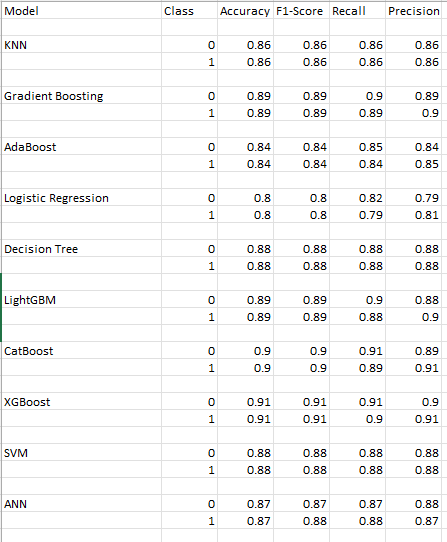 Model Class Accuracy F1-Score Recall Precision
KNN 0 0.86 0.86 0.86 0.86
1 0.86 0.86 0.86 0.86
Gradient Boosting 0 0.89 0.89 0.9 0.89
1 0.89 0.89 0.89 0.9
AdaBoost 0 0.84 0.84 0.85 0.84
1 0.84 0.84 0.84 0.85
Logistic Regression 0 0.8 0.8 0.82 0.79
1 0.8 0.8 0.79 0.81
Decision Tree 0 0.88 0.88 0.88 0.88
1 0.88 0.88 0.88 0.88
LightGBM 0 0.89 0.89 0.9 0.88
1 0.89 0.89 0.88 0.9
CatBoost 0 0.9 0.9 0.91 0.89
1 0.9 0.9 0.89 0.91
XGBoost 0 0.91 0.91 0.91 0.9
1 0.91 0.91 0.9 0.91
SVM 0 0.88 0.88 0.88 0.88
1 0.88 0.88 0.88 0.88
ANN 0 0.87 0.87 0.87 0.88
1 0.87 0.88 0.88 0.87